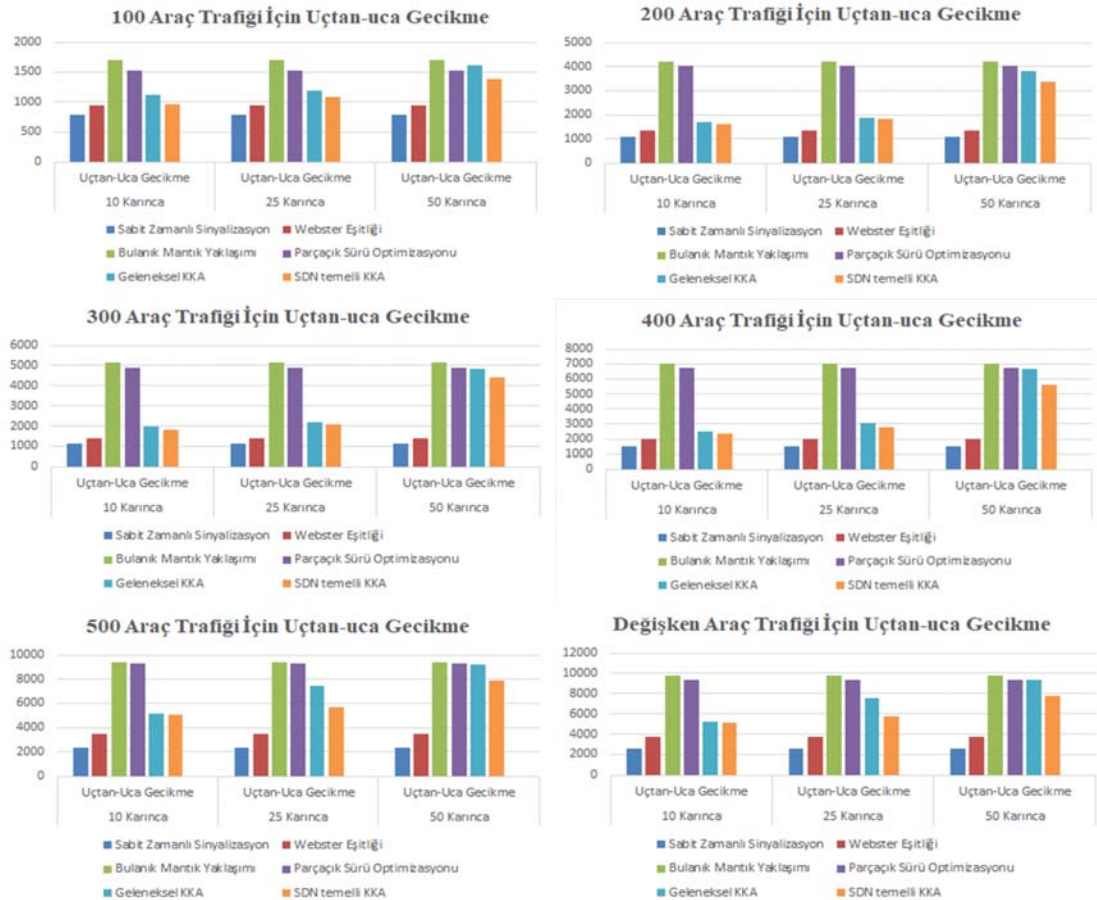 100 Araç Trafiği İçin Uçtan-uca Gecikme
2000
1500
1000
500
0
Uçtan-Uca Gecikme Uçtan-Uca Gecikme Uçtan-Uca Gecikme
10 Karınca 25 Karınca 50 Karınca
Sabit Zamanlı Sinyalizasyon Webster Eşitliği
Bulanık Mantık Yaklaşımı Parçacık Sürü Optimizasyonu
Geleneksel KKA SDN temelli KKA
200 Araç Trafiği İçin Uçtan-uca Gecikme
5000
4000
3000
2000
1000
0
Uçtan-Uca Gecikme Uçtan-Uca Gecikme Uçtan-Uca Gecikme
10 Karınca 25 Karınca 50 Karınca
Sabit Zamanlı Sinyalizasyon Webster Eşitliği
Bulanık Mantık Yaklaşımı Parçacık Sürü Optimizasyonu
Geleneksel KKA SDN temelli KKA
300 Araç Trafiği İçin Uçtan-uca Gecikme
6000
5000
4000
3000
2000
1000
0
Uçtan-Uca Gecikme Uçtan-Uca Gecikme Uçtan-Uca Gecikme
10 Karınca 25 Karınca 50 Karınca
Sabit Zamanlı Sinyalizasyon Webster Eşitliği
Bulanık Mantık Yaklaşımı Parçacık Sürü Optimizasyonu
Geleneksel KKA SDN temelli KKA
400 Araç Trafiği İçin Uçtan-uca Gecikme
8000
7000
6000
5000
4000
3000
2000
1000
0
Uçtan-Uca Gecikme Uçtan-Uca Gecikme Uçtan-Uca Gecikme
10 Karınca 25 Karınca 50 Karınca
Sabit Zamanlı Sinyalizasyon Webster Eşitliği
Bulanık Mantık Yaklaşımı Parçacık Sürü Optimizasyonu
Geleneksel KKA SDN temelli KKA
500 Araç Trafiği İçin Uçtan-uca Gecikme
10000
8000
6000
4000
2000
0
Uçtan-Uca Gecikme Uçtan-Uca Gecikme Uçtan-Uca Gecikme
10 Karınca 25 Karınca 50 Karınca
Sabit Zamanlı Sinyalizasyon Webster Eşitliği
Bulanık Mantık Yaklaşımı Parçacık Sürü Optimizasyonu
Geleneksel KKA SDN temelli KKA
Değişken Araç Trafiği İçin Uçtan-uca Gecikme
12000
10000
8000
6000
4000
2000
0
Uçtan-Uca Gecikme Uçtan-Uca Gecikme Uçtan-Uca Gecikme
10 Karınca 25 Karınca 50 Karınca
Sabit Zamanlı Sinyalizasyon Webster Eşitliği
Bulanık Mantık Yaklaşımı Parçacık Sürü Optimizasyonu
Geleneksel KKA SDN temelli KKA